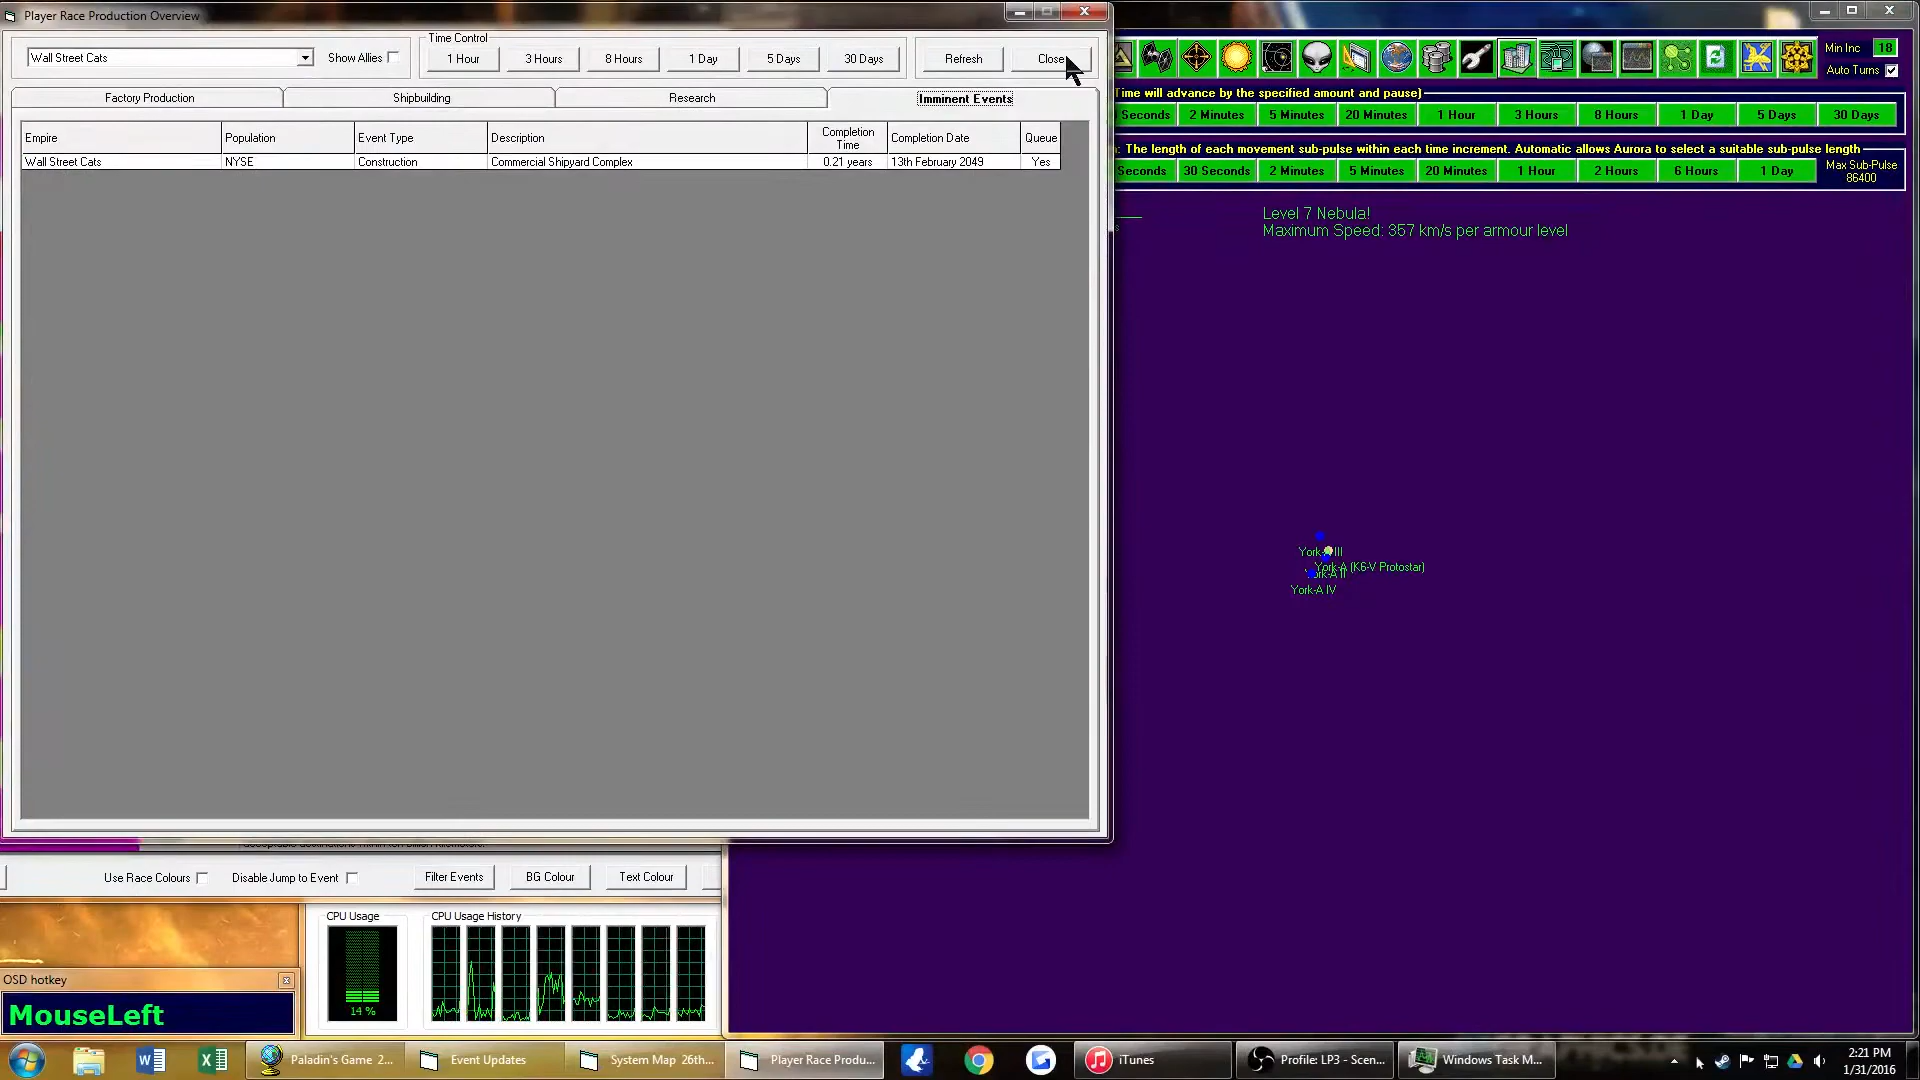 Player Race Production Overview
Wall Street Cats
Show Allies
Time Control
1 Hour
3 Hours
8 Hours
1 Day
5 Days
30 Days
Refresh
Close
Factory Production
Shipbuilding
Research
Imminent Events
Empire
Population
Event Type
Description
Completion Time
Completion Date
Queue
Wall Street Cats
NYSE
Construction
Commercial Shipyard Complex
0.21 years
13th February 2049
Yes
Min Inc
18
Auto Turns
Time will advance by the specified amount and pause)
Seconds
2 Minutes
5 Minutes
20 Minutes
1 Hour
3 Hours
8 Hours
1 Day
5 Days
30 Days
: The length of each movement sub-pulse within each time increment. Automatic allows Aurora to select a suitable sub-pulse length
Seconds
30 Seconds
2 Minutes
5 Minutes
20 Minutes
1 Hour
2 Hours
6 Hours
1 Day
Max Sub-Pulse
86400
Level 7 Nebula!
Maximum Speed: 357 km/s per armour level
York-A III
York-A (K6-V Protostar)
York-A II
York-A IV
Use Race Colours
Disable Jump to Event
Filter Events
BG Colour
Text Colour
CPU Usage
14 %
CPU Usage History
OSD hotkey
MouseLeft
Paladin's Game 2...
Event Updates
System Map 26th...
Player Race Produ...
iTunes
Profile: LP3 - Scen...
Windows Task M...
2:21 PM
1/31/2016